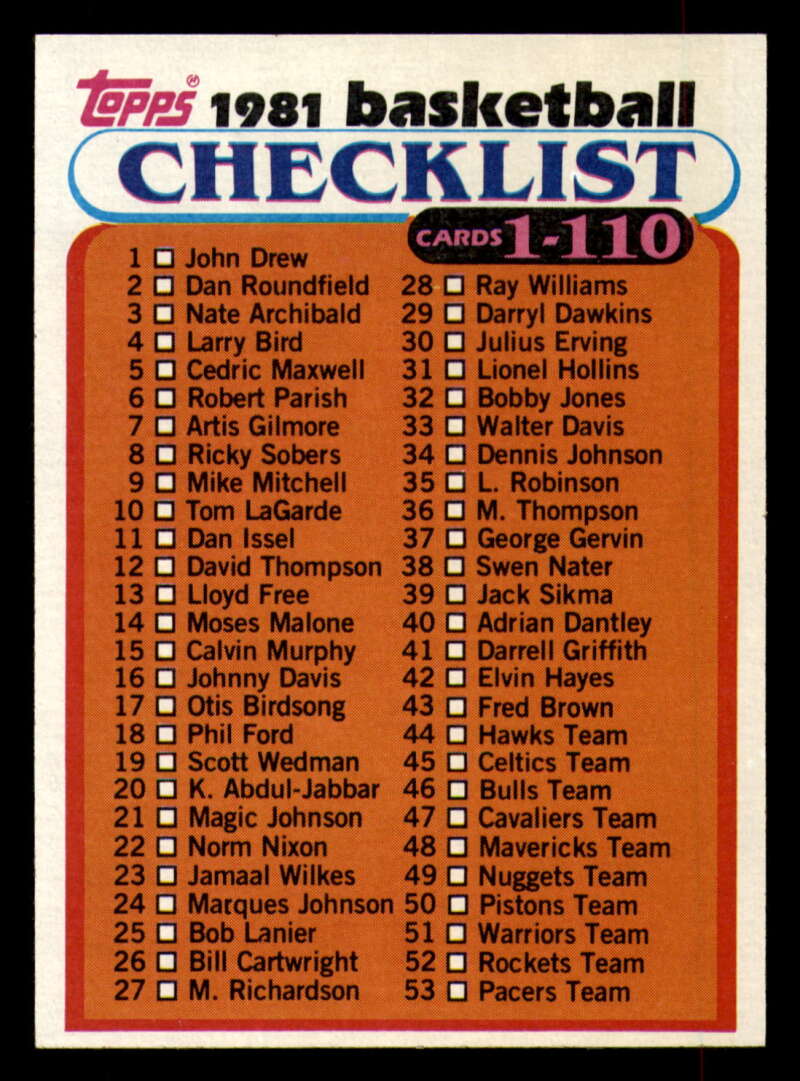 Topps® 1981 basketball
CHECKLIST
CARDS 1-110
1 John Drew
2 Dan Roundfield
3 Nate Archibald
4 Larry Bird
5 Cedric Maxwell
6 Robert Parish
7 Artis Gilmore
8 Ricky Sobers
9 Mike Mitchell
10 Tom LaGarde
11 Dan Issel
12 David Thompson
13 Lloyd Free
14 Moses Malone
15 Calvin Murphy
16 Johnny Davis
17 Otis Birdsong
18 Phil Ford
19 Scott Wedman
20 K. Abdul-Jabbar
21 Magic Johnson
22 Norm Nixon
23 Jamaal Wilkes
24 Marques Johnson
25 Bob Lanier
26 Bill Cartwright
27 M. Richardson
28 Ray Williams
29 Darryl Dawkins
30 Julius Erving
31 Lionel Hollins
32 Bobby Jones
33 Walter Davis
34 Dennis Johnson
35 L. Robinson
36 M. Thompson
37 George Gervin
38 Swen Nater
39 Jack Sikma
40 Adrian Dantley
41 Darrell Griffith
42 Elvin Hayes
43 Fred Brown
44 Hawks Team
45 Celtics Team
46 Bulls Team
47 Cavaliers Team
48 Mavericks Team
49 Nuggets Team
50 Pistons Team
51 Warriors Team
52 Rockets Team
53 Pacers Team